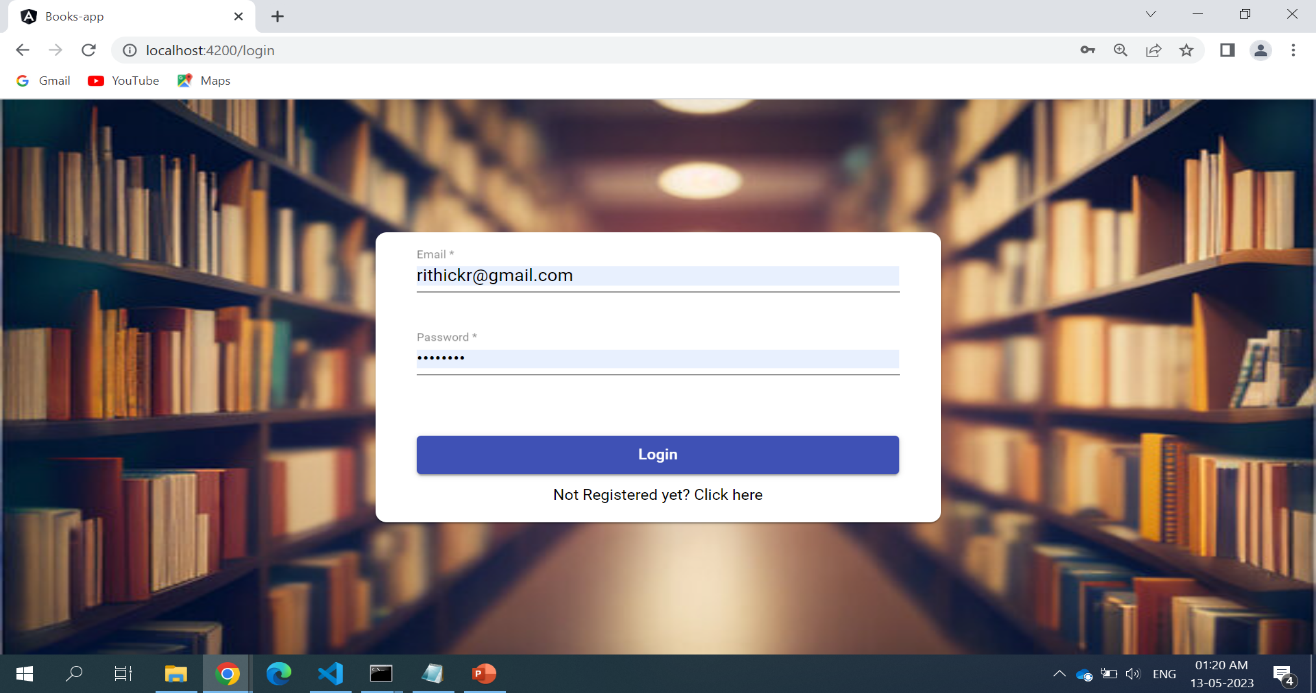 Books-app
localhost:4200/login
Gmail YouTube Maps
Email *
rithickr@gmail.com
Password *
••••••••
Login
Not Registered yet? Click here
ENG
01:20 AM
13-05-2023
4